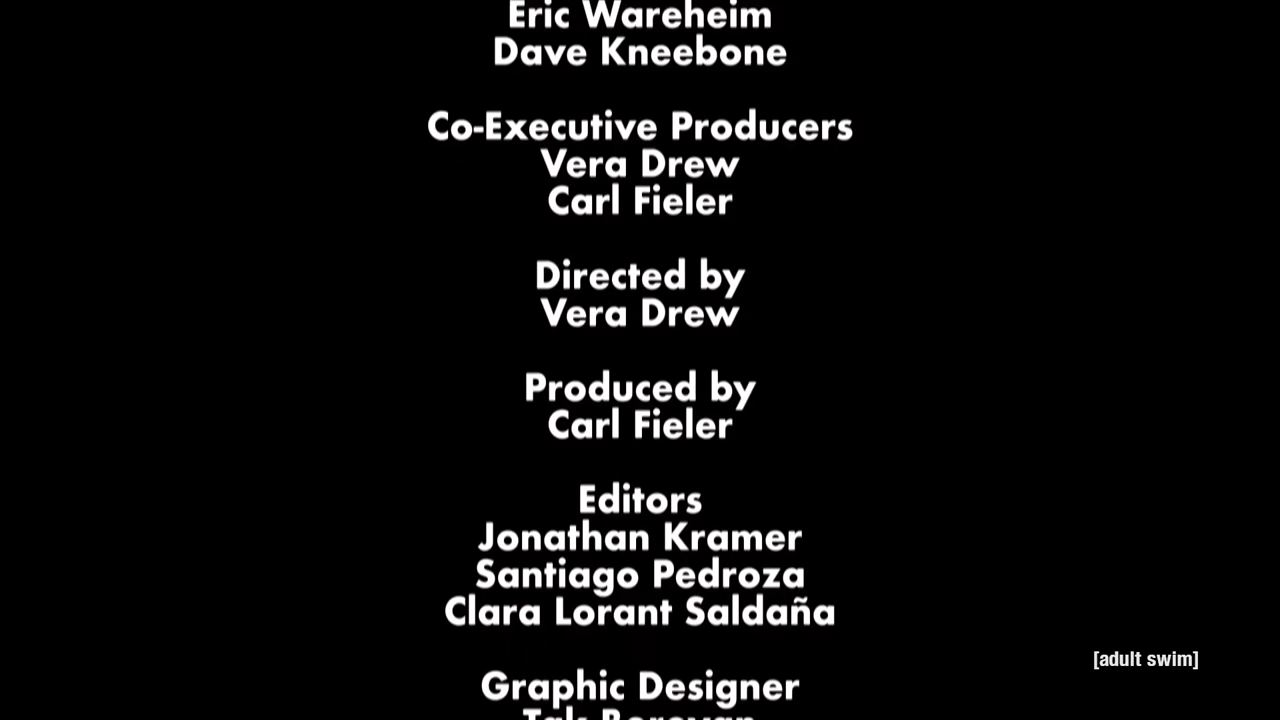 Eric Wareheim
Dave Kneebone
Co-Executive Producers
Vera Drew
Carl Fieler
Directed by
Vera Drew
Produced by
Carl Fieler
Editors
Jonathan Kramer
Santiago Pedroza
Clara Lorant Saldaña
[adult swim]
Graphic Designer